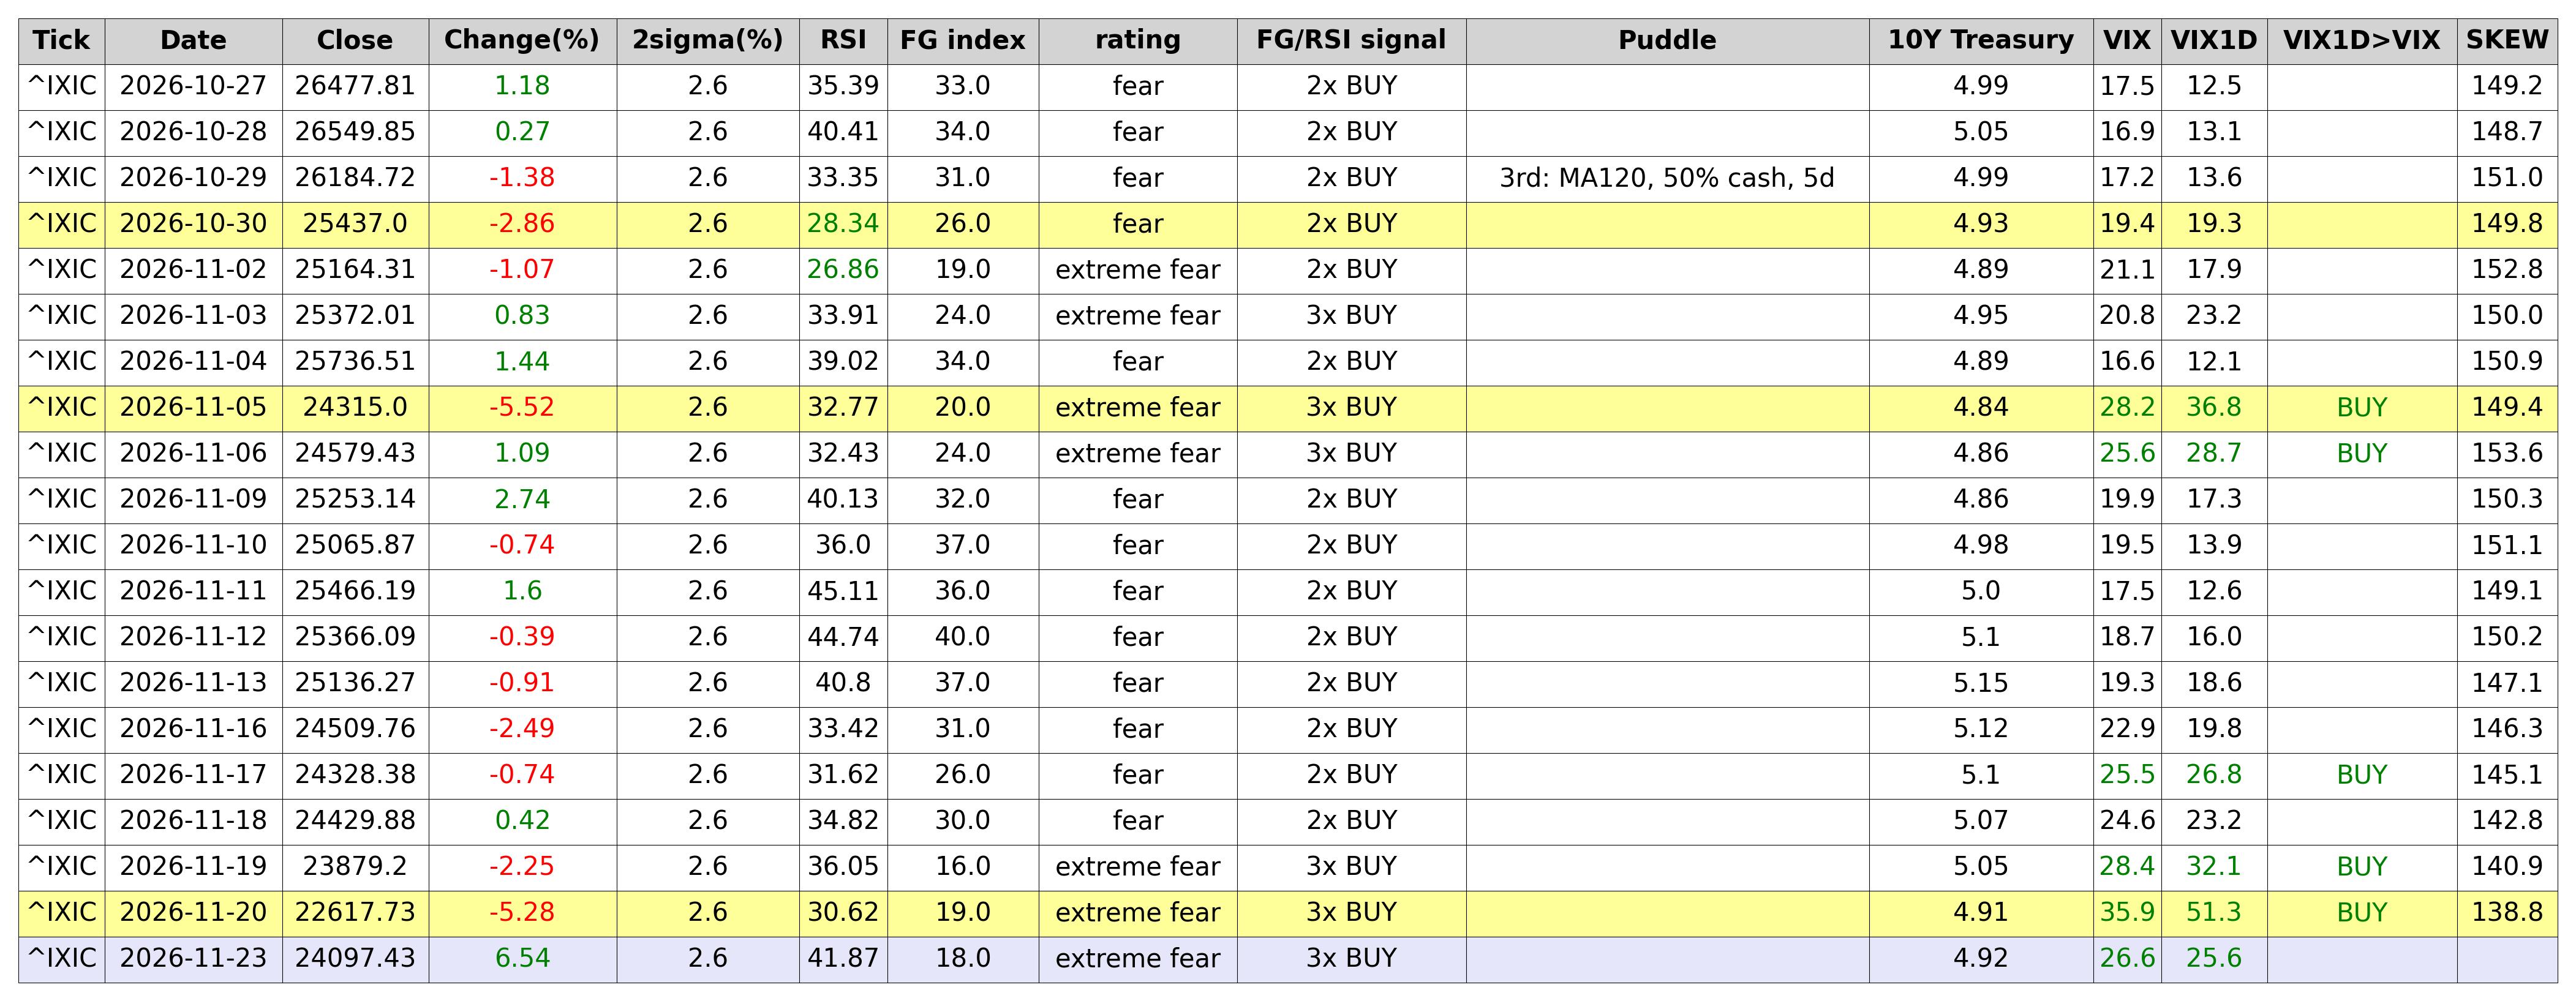 Tick Date Close Change(%) 2sigma(%) RSI FG index rating FG/RSI signal Puddle 10Y Treasury VIX VIX1D VIX1D>VIX SKEW
^IXIC 2026-10-27 26477.81 1.18 2.6 35.39 33.0 fear 2x BUY 4.99 17.5 12.5 149.2
^IXIC 2026-10-28 26549.85 0.27 2.6 40.41 34.0 fear 2x BUY 5.05 16.9 13.1 148.7
^IXIC 2026-10-29 26184.72 -1.38 2.6 33.35 31.0 fear 2x BUY 3rd: MA120, 50% cash, 5d 4.99 17.2 13.6 151.0
^IXIC 2026-10-30 25437.0 -2.86 2.6 28.34 26.0 fear 2x BUY 4.93 19.4 19.3 149.8
^IXIC 2026-11-02 25164.31 -1.07 2.6 26.86 19.0 extreme fear 2x BUY 4.89 21.1 17.9 152.8
^IXIC 2026-11-03 25372.01 0.83 2.6 33.91 24.0 extreme fear 3x BUY 4.95 20.8 23.2 150.0
^IXIC 2026-11-04 25736.51 1.44 2.6 39.02 34.0 fear 2x BUY 4.89 16.6 12.1 150.9
^IXIC 2026-11-05 24315.0 -5.52 2.6 32.77 20.0 extreme fear 3x BUY 4.84 28.2 36.8 BUY 149.4
^IXIC 2026-11-06 24579.43 1.09 2.6 32.43 24.0 extreme fear 3x BUY 4.86 25.6 28.7 BUY 153.6
^IXIC 2026-11-09 25253.14 2.74 2.6 40.13 32.0 fear 2x BUY 4.86 19.9 17.3 150.3
^IXIC 2026-11-10 25065.87 -0.74 2.6 36.0 37.0 fear 2x BUY 4.98 19.5 13.9 151.1
^IXIC 2026-11-11 25466.19 1.6 2.6 45.11 36.0 fear 2x BUY 5.0 17.5 12.6 149.1
^IXIC 2026-11-12 25366.09 -0.39 2.6 44.74 40.0 fear 2x BUY 5.1 18.7 16.0 150.2
^IXIC 2026-11-13 25136.27 -0.91 2.6 40.8 37.0 fear 2x BUY 5.15 19.3 18.6 147.1
^IXIC 2026-11-16 24509.76 -2.49 2.6 33.42 31.0 fear 2x BUY 5.12 22.9 19.8 146.3
^IXIC 2026-11-17 24328.38 -0.74 2.6 31.62 26.0 fear 2x BUY 5.1 25.5 26.8 BUY 145.1
^IXIC 2026-11-18 24429.88 0.42 2.6 34.82 30.0 fear 2x BUY 5.07 24.6 23.2 142.8
^IXIC 2026-11-19 23879.2 -2.25 2.6 36.05 16.0 extreme fear 3x BUY 5.05 28.4 32.1 BUY 140.9
^IXIC 2026-11-20 22617.73 -5.28 2.6 30.62 19.0 extreme fear 3x BUY 4.91 35.9 51.3 BUY 138.8
^IXIC 2026-11-23 24097.43 6.54 2.6 41.87 18.0 extreme fear 3x BUY 4.92 26.6 25.6